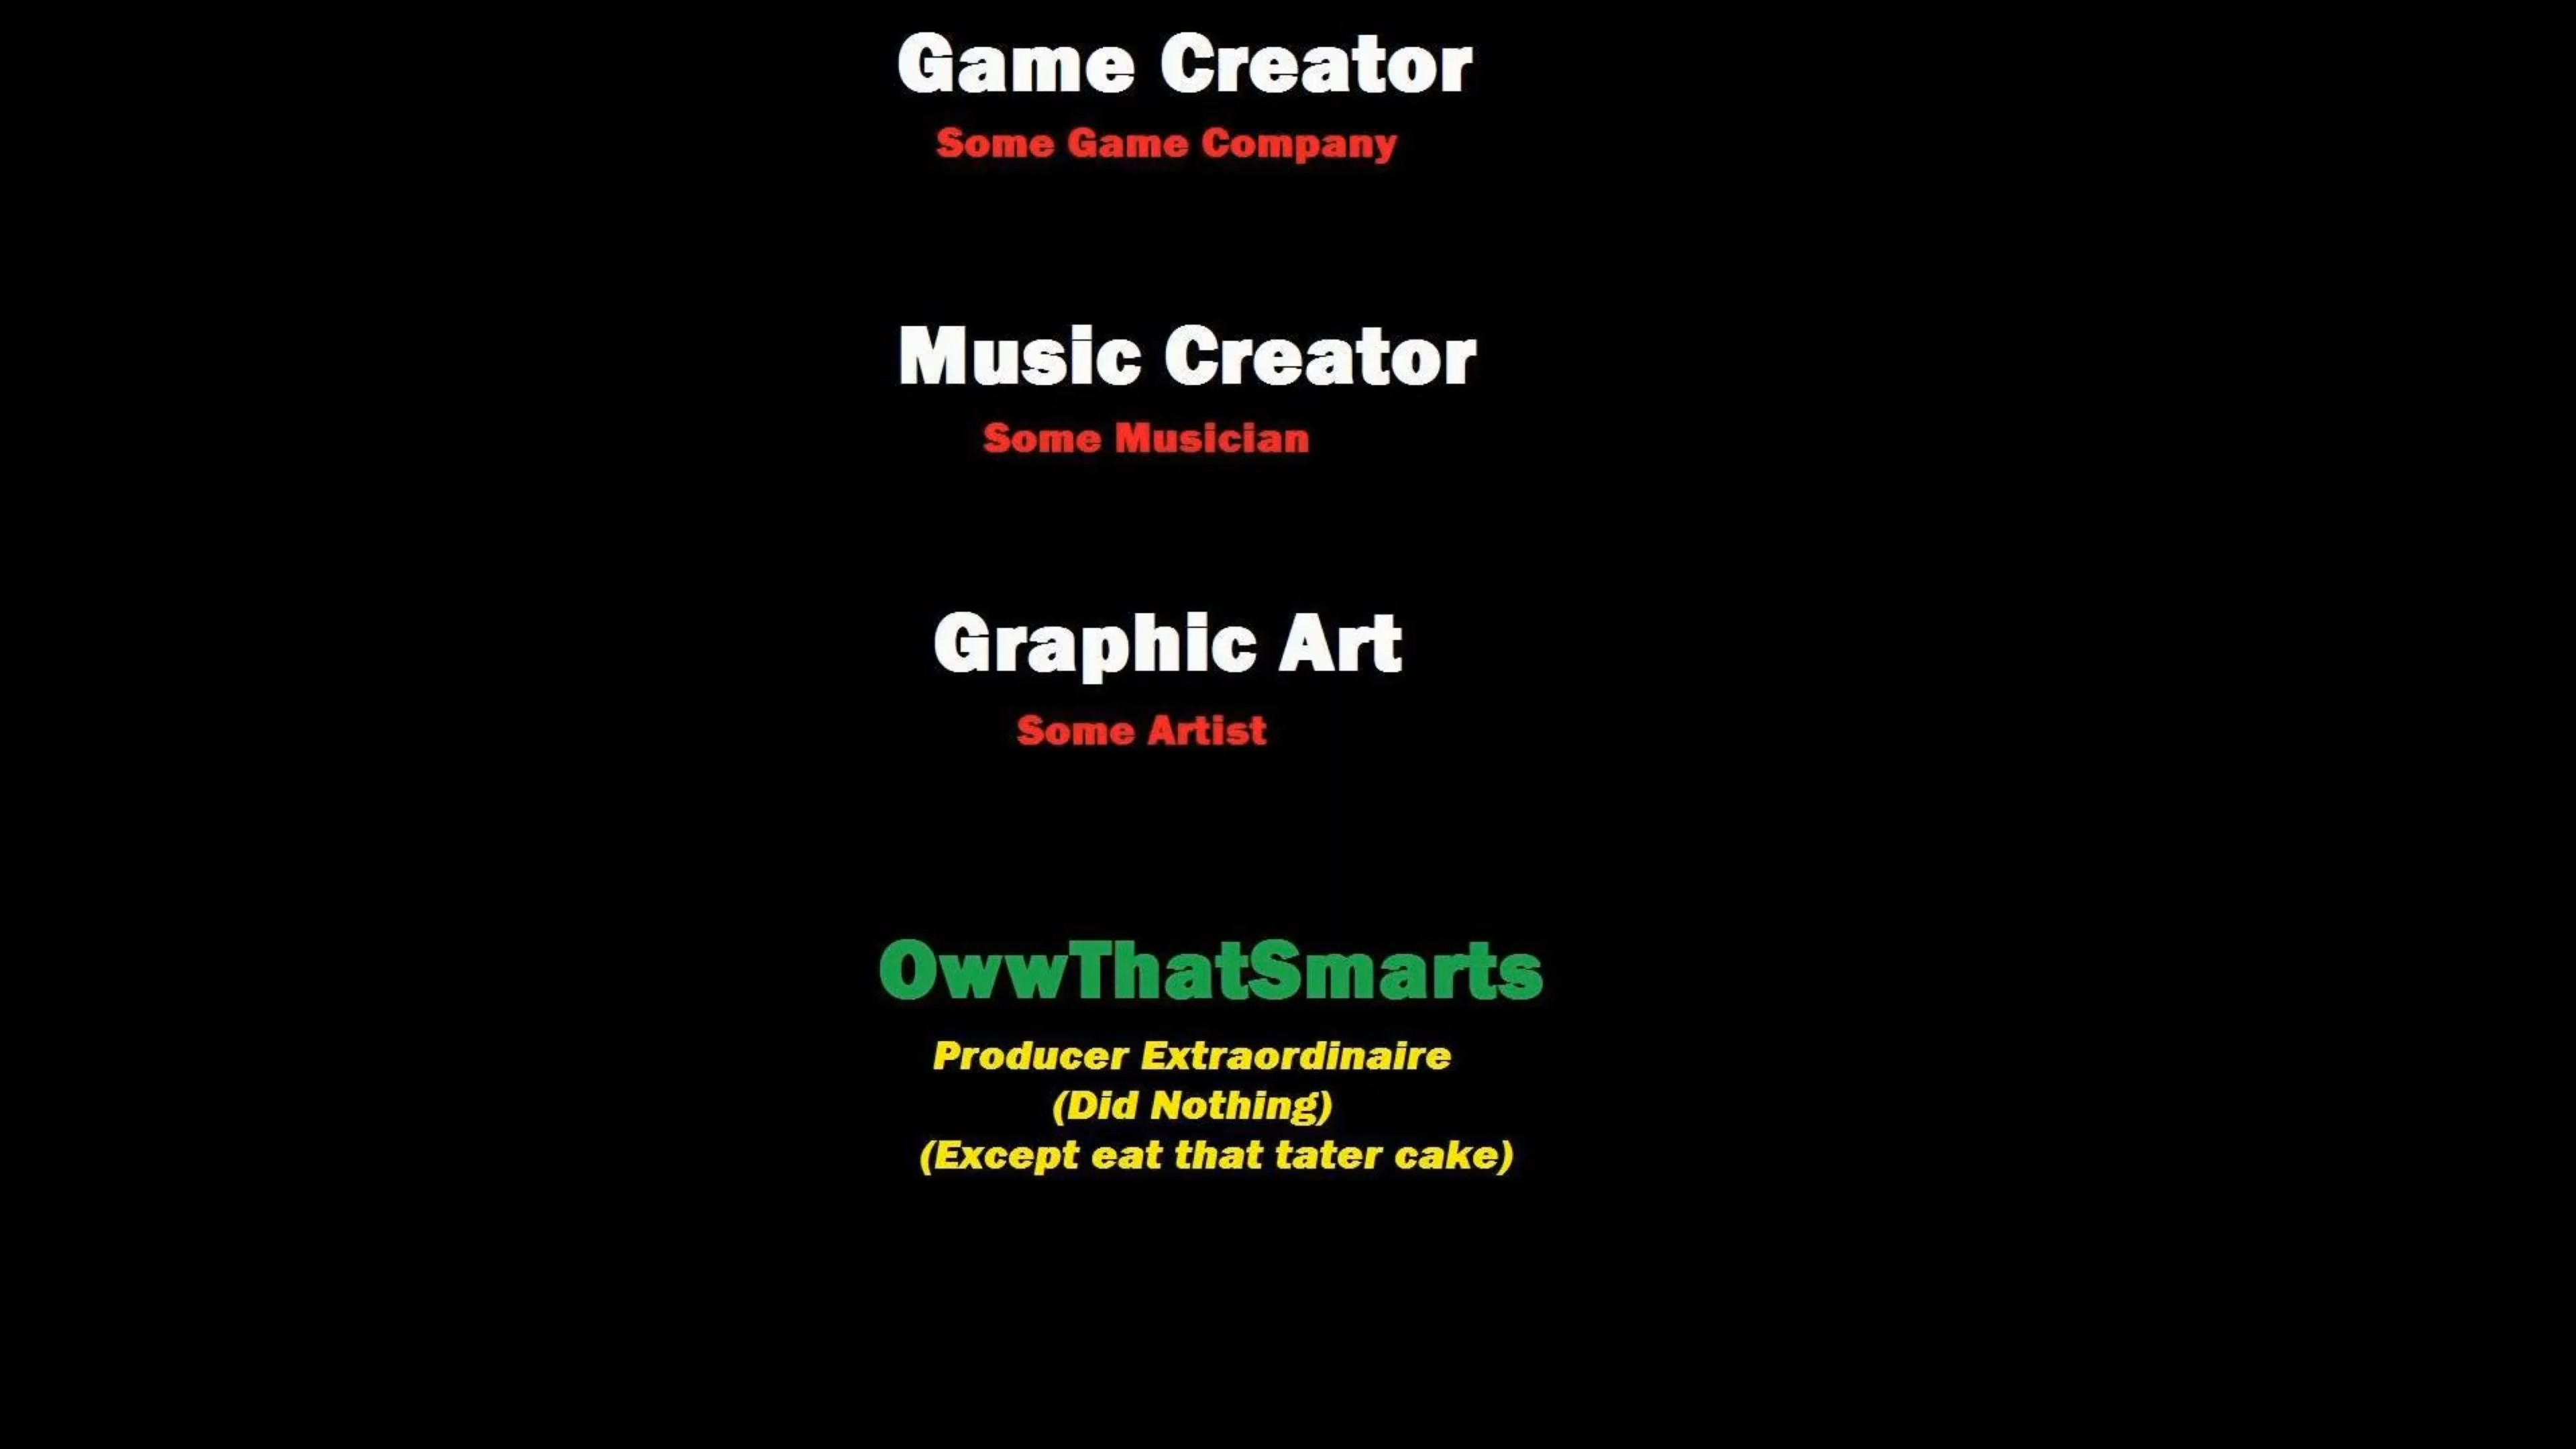 Game Creator
Some Game Company
Music Creator
Some Musician
Graphic Art
Some Artist
OwwThatSmarts
Producer Extraordinaire
(Did Nothing)
(Except eat that tater cake)